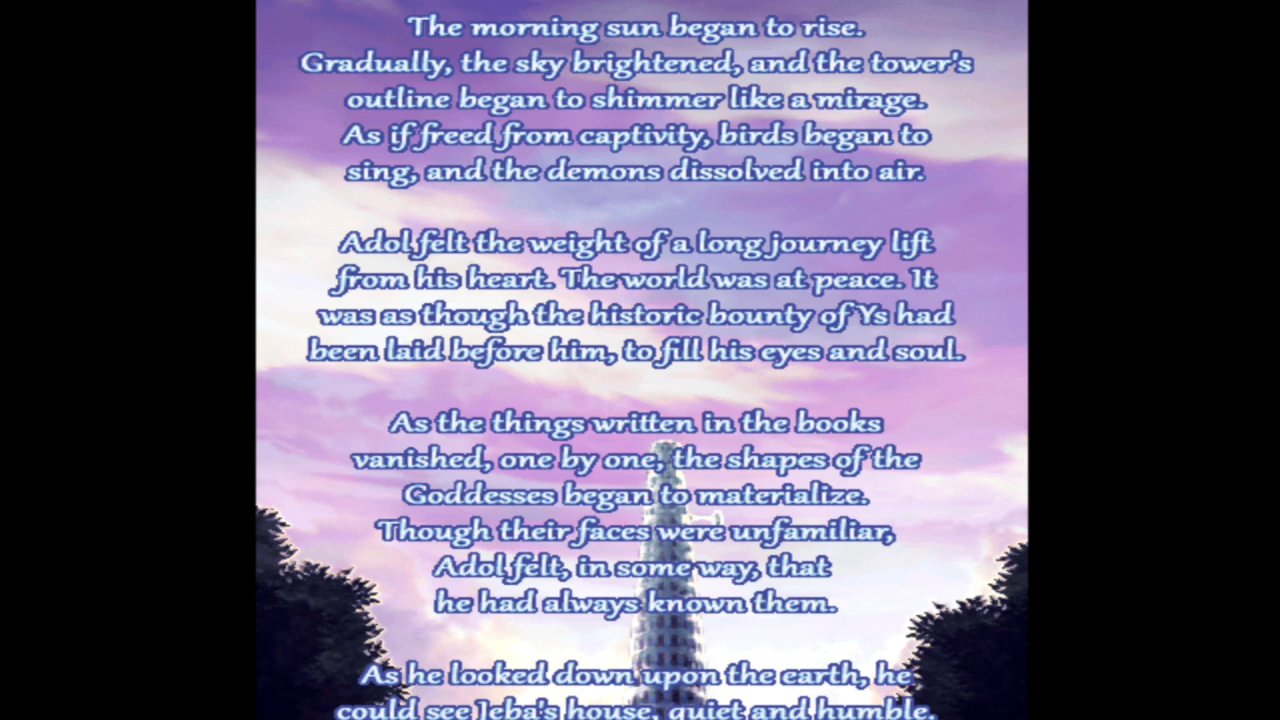 The morning sun began to rise.
Gradually, the sky brightened, and the tower's
outline began to shimmer like a mirage.
As if freed from captivity, birds began to
sing, and the demons dissolved into air.
Adol felt the weight of a long journey lift
from his heart. The world was at peace. It
was as though the historic bounty of Ys had
been laid before him, to fill his eyes and soul.
As the things written in the books
vanished, one by one, the shapes of the
Goddesses began to materialize.
Though their faces were unfamiliar,
Adol felt, in some way, that
he had always known them.
As he looked down upon the earth, he
could see Jeba's house, quiet and humble.